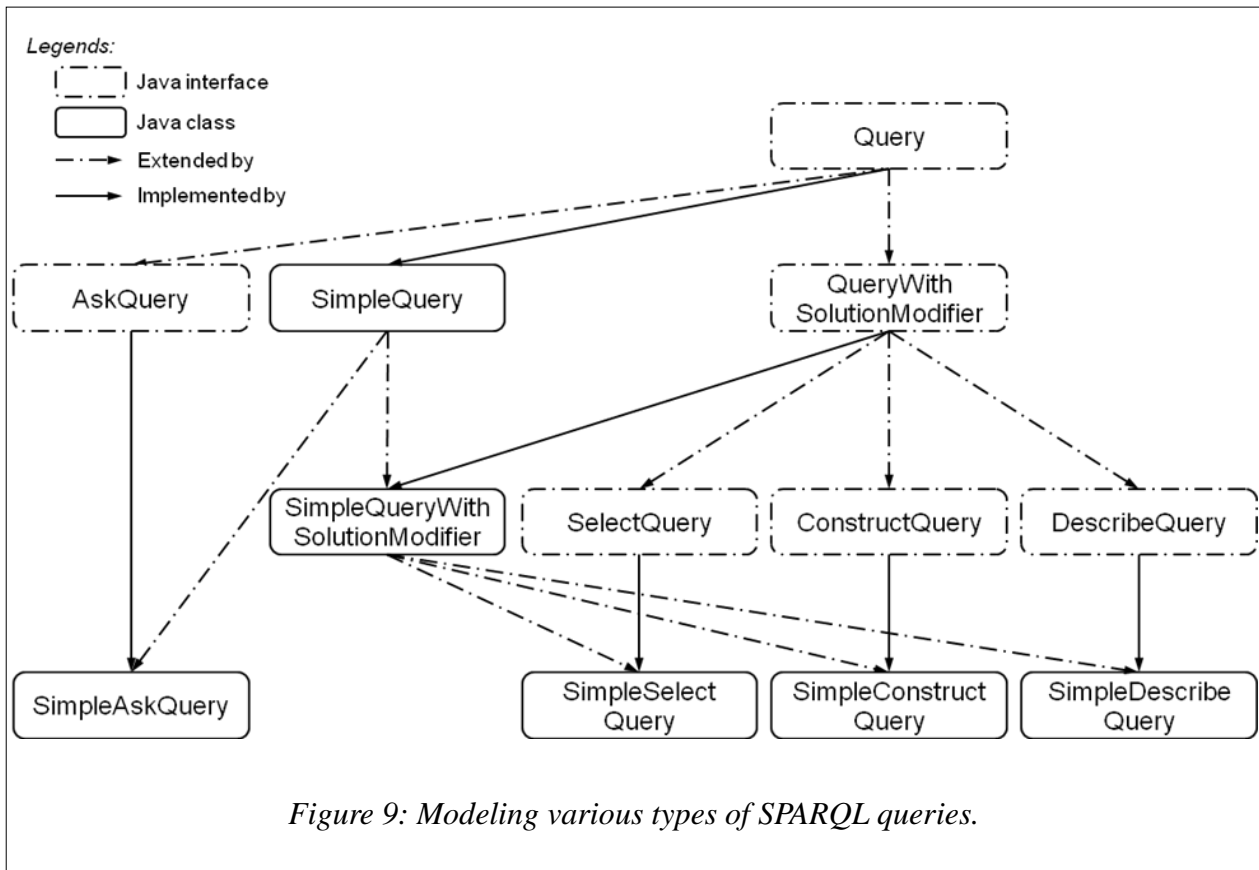 Legends:
Java interface
Java class
Extended by
Implemented by
Query
AskQuery
SimpleQuery
QueryWith
SolutionModifier
SimpleQueryWith
SolutionModifier
SelectQuery
ConstructQuery
DescribeQuery
SimpleAskQuery
SimpleSelect
Query
SimpleConstruct
Query
SimpleDescribe
Query
Figure 9: Modeling various types of SPARQL queries.